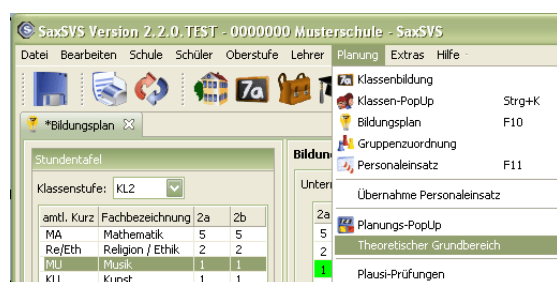 SaxSVS Version 2.2.0.TEST - 0000000 Musterschule - SaxSVS
Datei Bearbeiten Schule Schüler Oberstufe Lehrer Planung Extras Hilfe
7a
7a Klassenbildung
Klassen-PopUp Strg+K
Bildungsplan F10
Gruppenzuordnung
Personaleinsatz F11
Übernahme Personaleinsatz
Planungs-PopUp
Theoretischer Grundbereich
Plausi-Prüfungen
*Bildungsplan
Stundentafel
Klassenstufe: KL2
amtl. Kurz Fachbezeichnung 2a 2b
MA Mathematik 5 5
Re/Eth Religion / Ethik 2 2
MU Musik 1 1
KU Kunst 1 1
2a
5
2
1